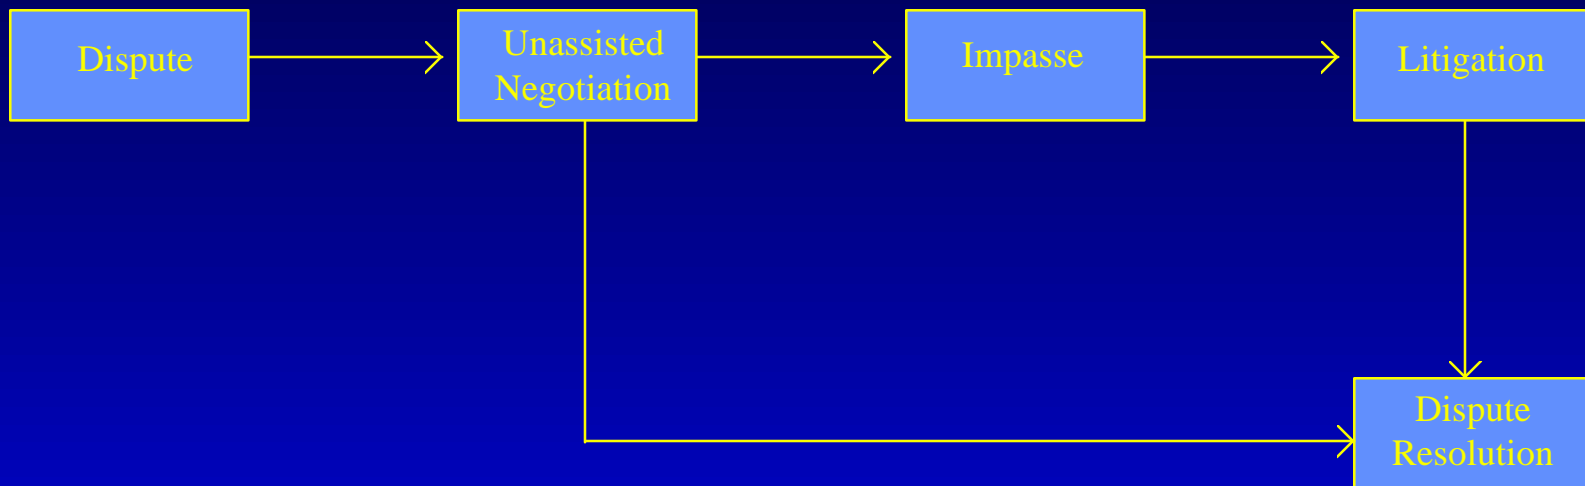 Dispute
Unassisted
Negotiation
Impasse
Litigation
Dispute
Resolution